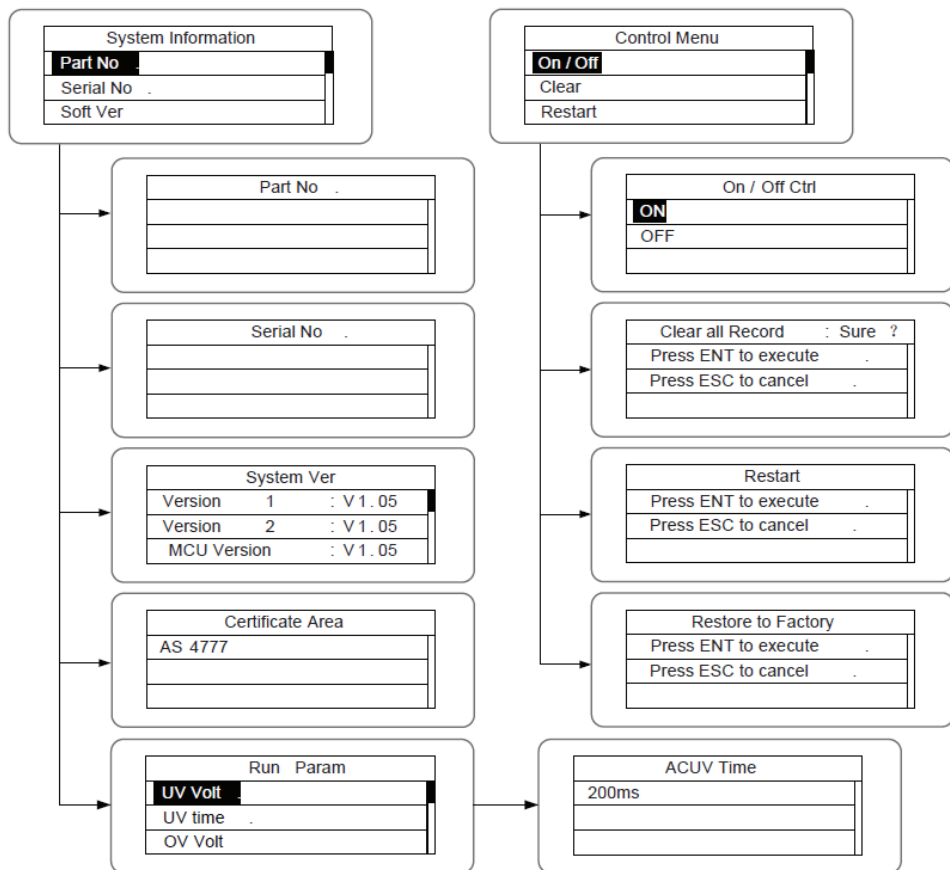 System Information
Part No .
Serial No .
Soft Ver
Part No .
Serial No .
System Ver
Version 1 : V1.05
Version 2 : V1.05
MCU Version : V1.05
Certificate Area
AS 4777
Run Param
UV Volt .
UV time .
OV Volt
ACUV Time
200ms
Control Menu
On / Off
Clear
Restart
On / Off Ctrl
ON
OFF
Clear all Record : Sure ?
Press ENT to execute .
Press ESC to cancel .
Restart
Press ENT to execute .
Press ESC to cancel .
Restore to Factory
Press ENT to execute .
Press ESC to cancel .